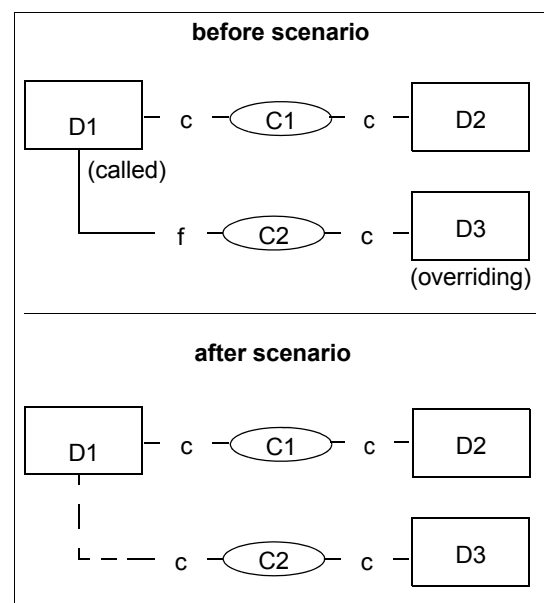 before scenario
D1 c C1 c D2
(called)
f C2 c D3
(overriding)
after scenario
D1 c C1 c D2
c C2 c D3